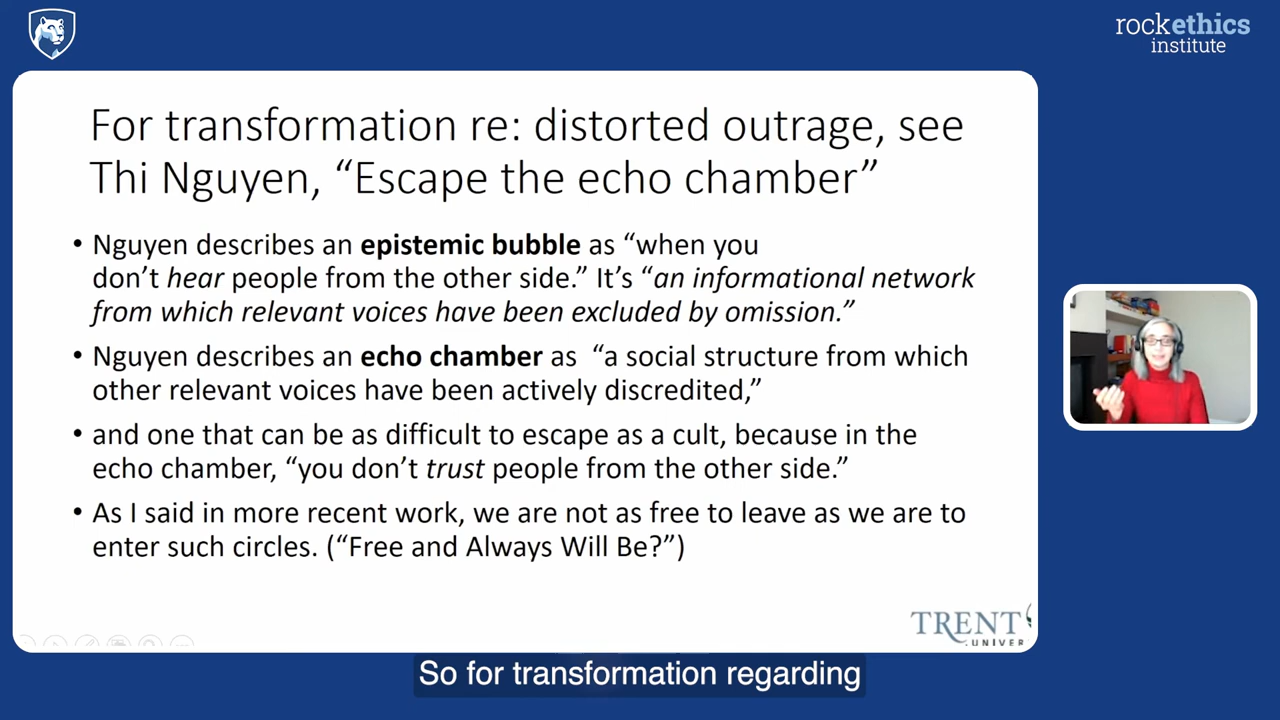 rockethics
institute
For transformation re: distorted outrage, see
Thi Nguyen, “Escape the echo chamber”
• Nguyen describes an epistemic bubble as “when you
don’t hear people from the other side.” It’s “an informational network
from which relevant voices have been excluded by omission.”
• Nguyen describes an echo chamber as  “a social structure from which
other relevant voices have been actively discredited,”
• and one that can be as difficult to escape as a cult, because in the
echo chamber, “you don’t trust people from the other side.”
• As I said in more recent work, we are not as free to leave as we are to
enter such circles. (“Free and Always Will Be?”)
TRENT
UNIVER
So for transformation regarding